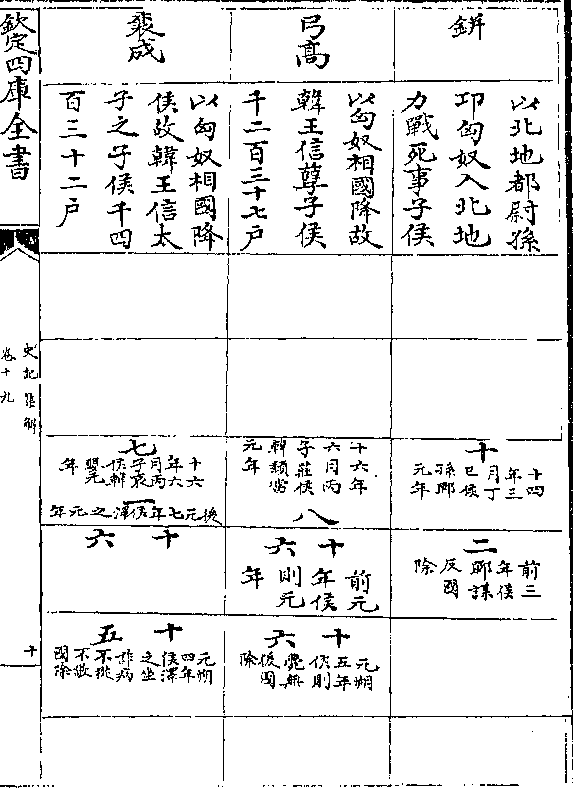 缾
以北地都尉孫
卬匈奴入北地
力戰死事子侯
十
十四
年三
月丁
巳侯
孫鄲
元年
二
前三
年侯
鄲謀
反國
除
弓高
以匈奴相國降故
韓王信孽子侯
千二百三十七戶
十六年
六月丙
子莊侯
韓頹當
元年
八
十六
前元
年侯
則元
年
十六
元朔
五年
侯則
薨無
後國
除
襄成
以匈奴相國降
侯故韓王信太
子之子侯千四
百三十二戶
七
十六
年六
月丙
子哀
侯韓
嬰元
年
一
後元七年侯澤之元年
十六
十五
元朔
四年
侯澤
之坐
詐病
不從
不敬
國除
欽定四庫全書
史記集解
卷十九
十